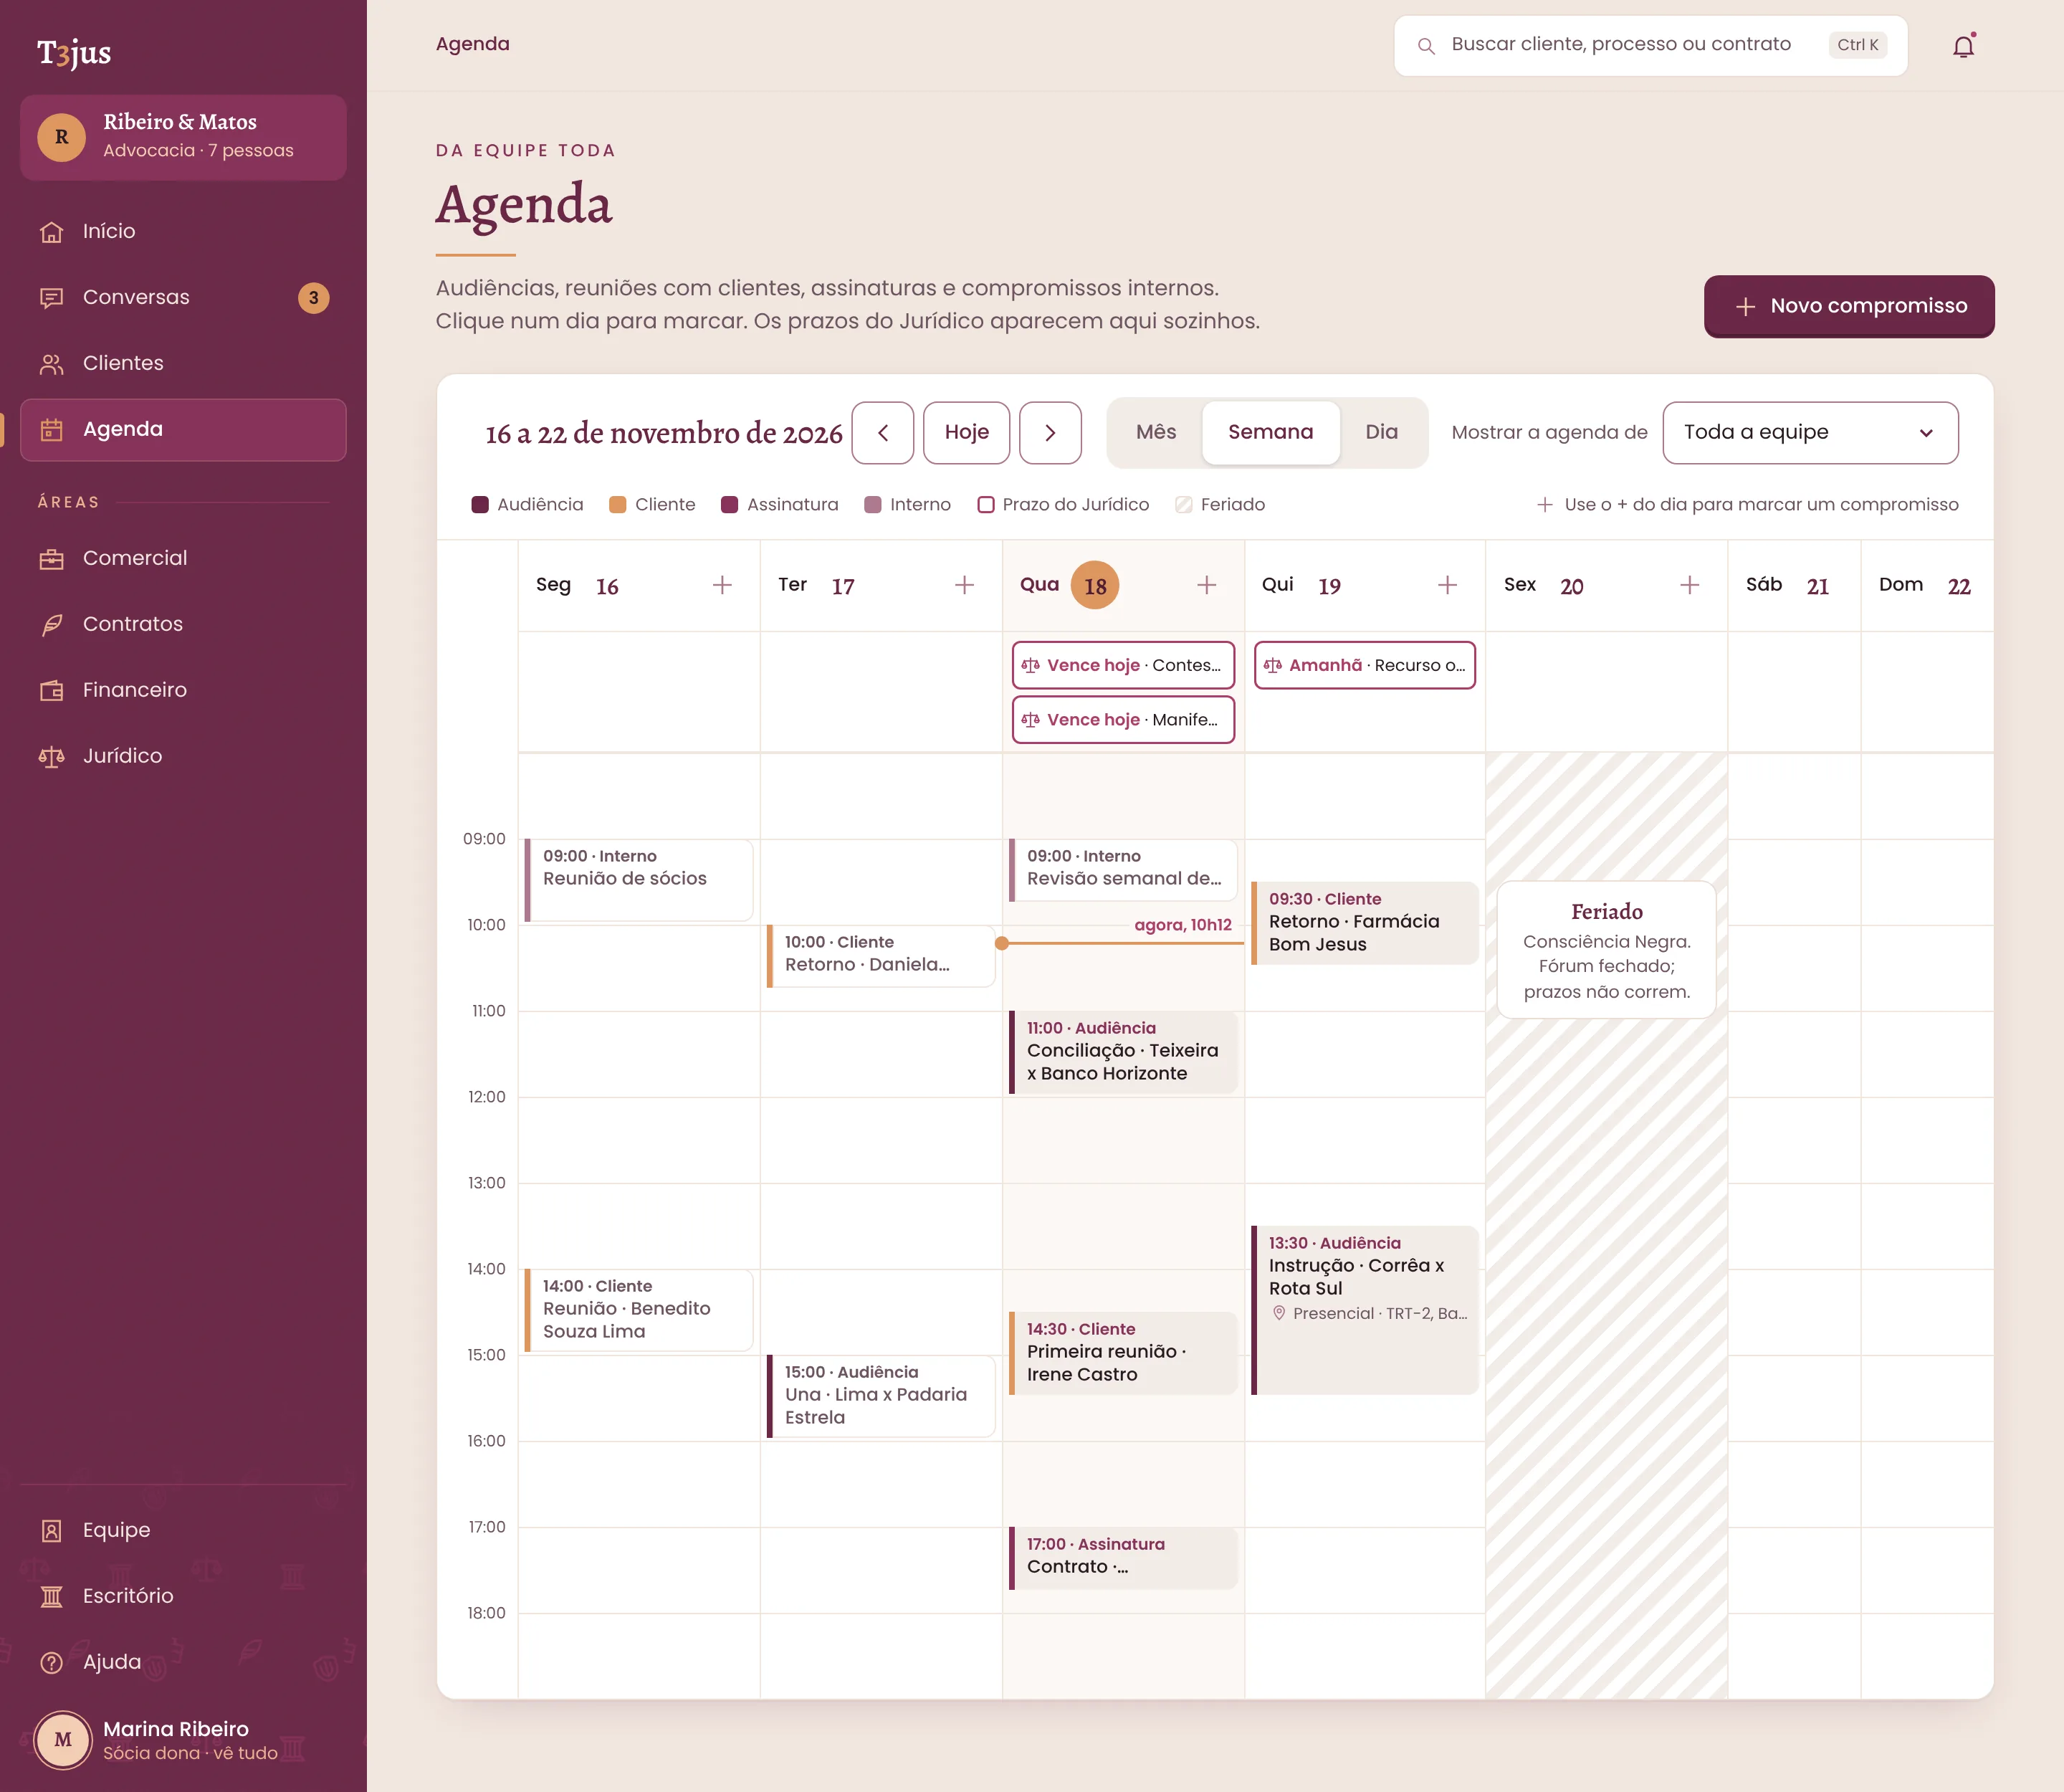 T3jus
R
Ribeiro & Matos
Advocacia · 7 pessoas
Início
Conversas
3
Clientes
Agenda
ÁREAS
Comercial
Contratos
Financeiro
Jurídico
Equipe
Escritório
Ajuda
M
Marina Ribeiro
Sócia dona · vê tudo
Agenda
Buscar cliente, processo ou contrato
Ctrl K
DA EQUIPE TODA
Agenda
Audiências, reuniões com clientes, assinaturas e compromissos internos.
Clique num dia para marcar. Os prazos do Jurídico aparecem aqui sozinhos.
Novo compromisso
16 a 22 de novembro de 2026
Hoje
Mês
Semana
Dia
Mostrar a agenda de
Toda a equipe
Audiência
Cliente
Assinatura
Interno
Prazo do Jurídico
Feriado
Use o + do dia para marcar um compromisso
Seg 16
Ter 17
Qua 18
Qui 19
Sex 20
Sáb 21
Dom 22
Vence hoje · Contes...
Vence hoje · Manife...
Amanhã · Recurso o...
09:00
10:00
11:00
12:00
13:00
14:00
15:00
16:00
17:00
18:00
09:00 · Interno
Reunião de sócios
14:00 · Cliente
Reunião · Benedito
Souza Lima
10:00 · Cliente
Retorno · Daniela...
15:00 · Audiência
Una · Lima x Padaria
Estrela
09:00 · Interno
Revisão semanal de...
agora, 10h12
11:00 · Audiência
Conciliação · Teixeira
x Banco Horizonte
14:30 · Cliente
Primeira reunião ·
Irene Castro
17:00 · Assinatura
Contrato ·...
09:30 · Cliente
Retorno · Farmácia
Bom Jesus
13:30 · Audiência
Instrução · Corrêa x
Rota Sul
Presencial · TRT-2, Ba...
Feriado
Consciência Negra.
Fórum fechado;
prazos não correm.